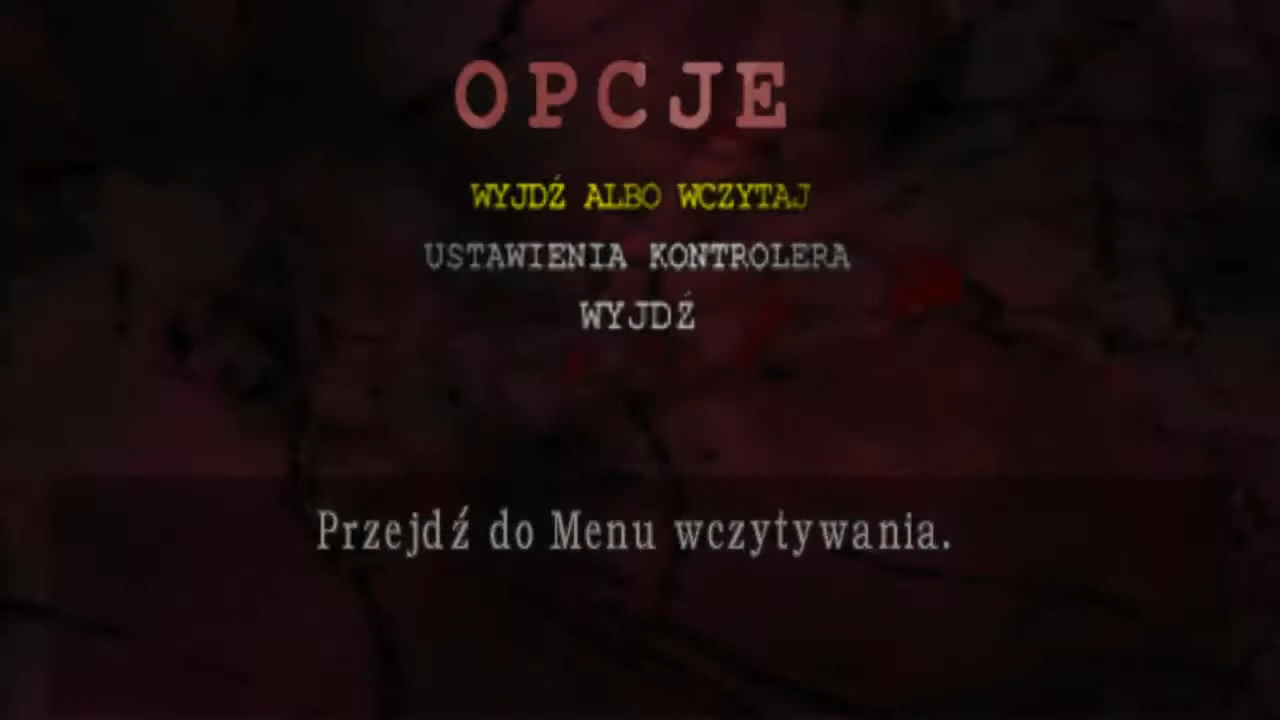 OPCJE
WYJDŹ ALBO WCZYTAJ
USTAWIENIA KONTROLERA
WYJDŹ
Przejdź do Menu wczytywania.